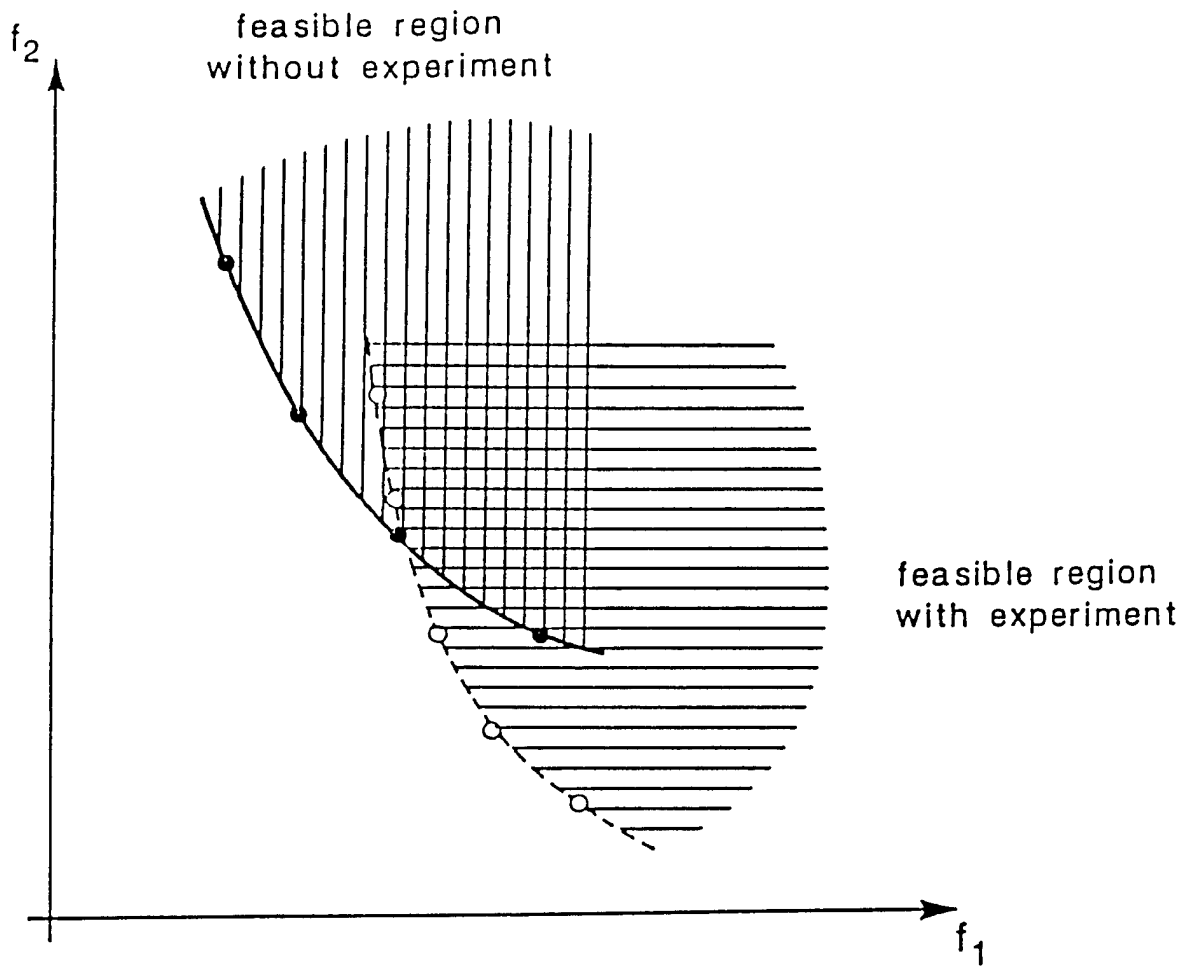 feasible region
without experiment
f2
feasible region
with experiment
f1